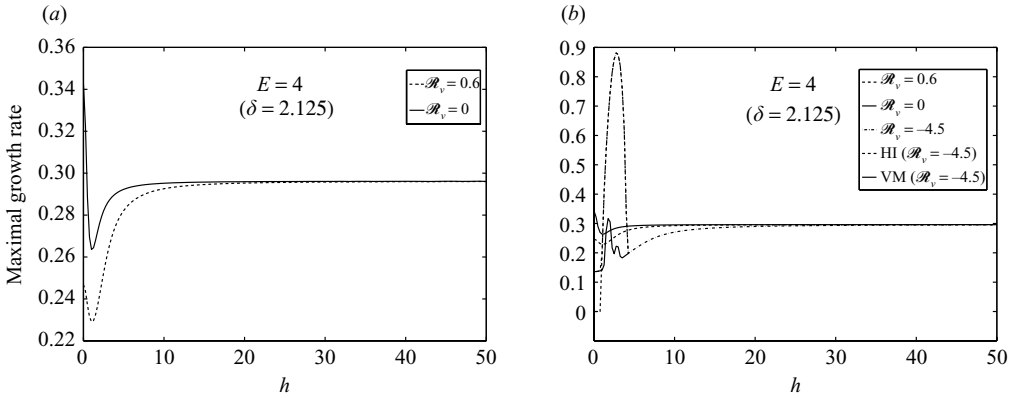 (a)
0.36
0.34
0.32
0.30
0.28
0.26
0.24
0.22
Maximal growth rate
0 10 20 30 40 50
h
E = 4
(δ = 2.125)
ℛv = 0.6
ℛv = 0
(b)
0.9
0.8
0.7
0.6
0.5
0.4
0.3
0.2
0.1
0
0 10 20 30 40 50
h
E = 4
(δ = 2.125)
ℛv = 0.6
ℛv = 0
ℛv = –4.5
HI (ℛv = –4.5)
VM (ℛv = –4.5)